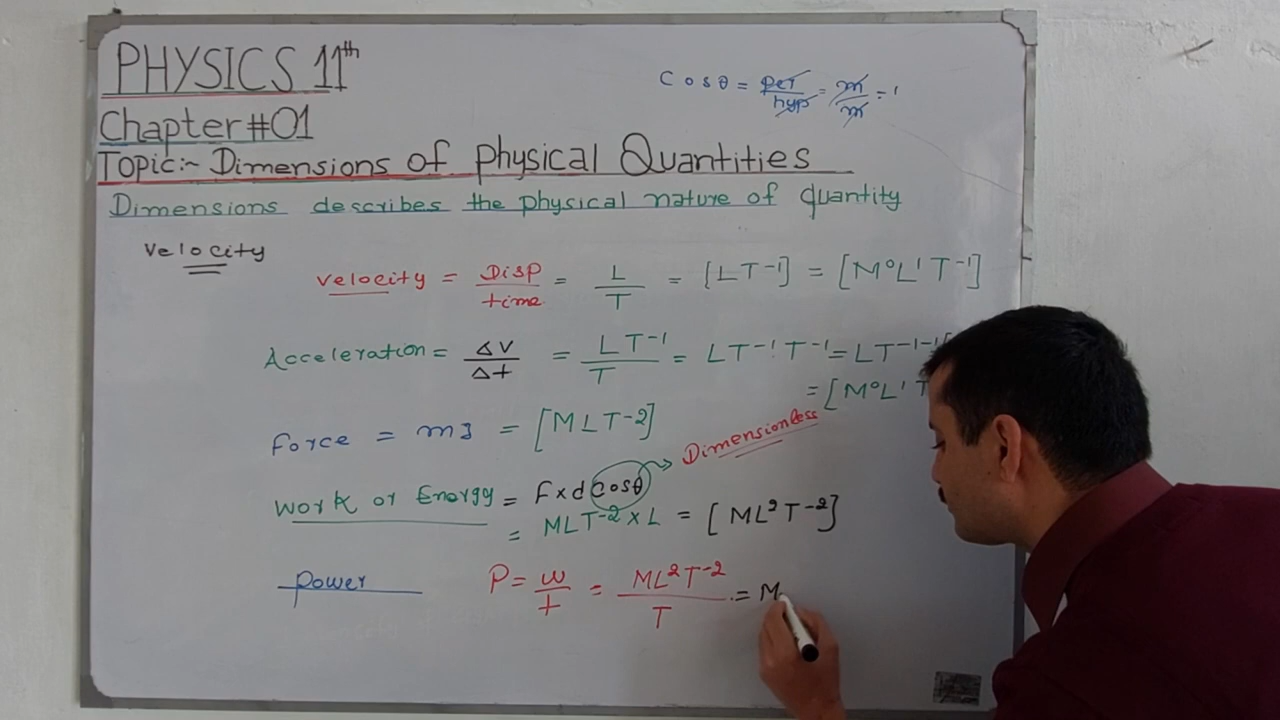 PHYSICS 11th
Cosθ = per/hyp = m/m = 1
Chapter#01
Topic:~ Dimensions of Physical Quantities
Dimensions describes the physical nature of quantity
Velocity
Velocity = Disp/time = L/T = [LT-1] = [M⁰L¹T-1]
Acceleration = ΔV/Δt = LT-1/T = LT-1.T-1 = LT-1-1
= [M⁰L¹T
Force = ma = [MLT-2]
Dimensionless
Work or Energy = F×d cosθ
= MLT-2×L = [ML²T-2]
Power P = w/t = ML²T-2/T = M